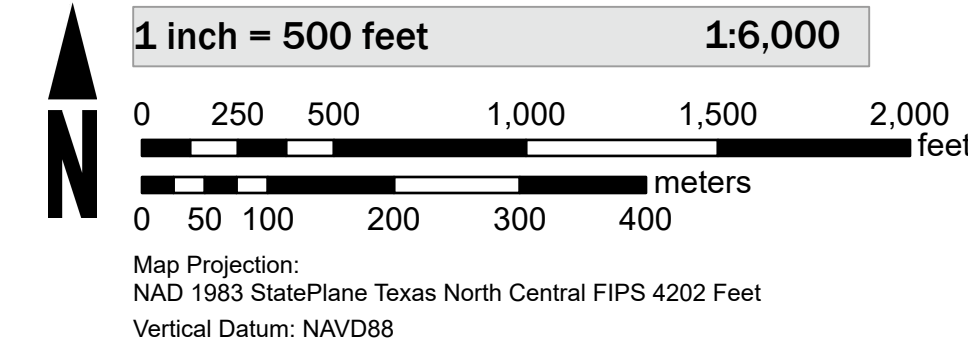 N
1 inch = 500 feet 1:6,000
0 250 500 1,000 1,500 2,000
feet
meters
0 50 100 200 300 400
Map Projection:
NAD 1983 StatePlane Texas North Central FIPS 4202 Feet
Vertical Datum: NAVD88